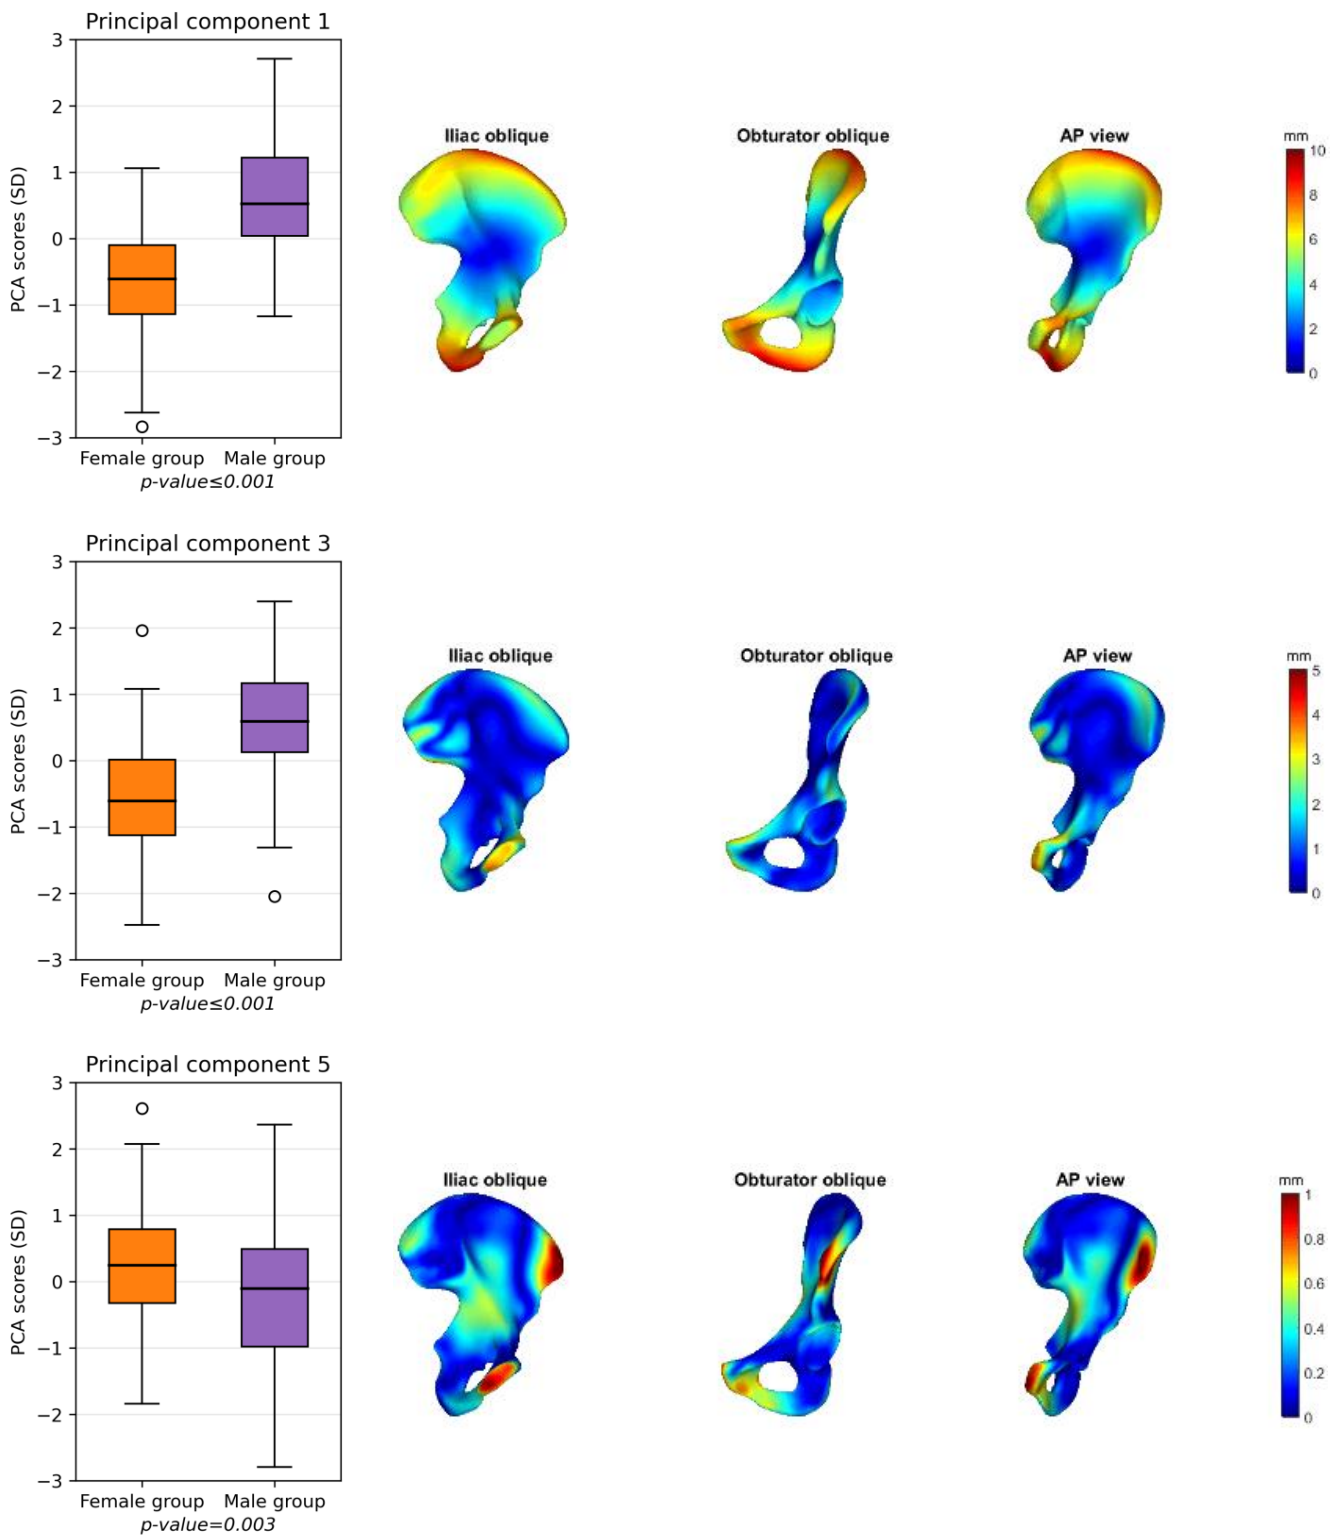 Principal component 1
3
2
1
0
−1
−2
−3
PCA scores (SD)
Female group Male group
p-value≤0.001
Iliac oblique
Obturator oblique
AP view
mm
10
8
6
4
2
0
Principal component 3
3
2
1
0
−1
−2
−3
PCA scores (SD)
Female group Male group
p-value≤0.001
Iliac oblique
Obturator oblique
AP view
mm
5
4
3
2
1
0
Principal component 5
3
2
1
0
−1
−2
−3
PCA scores (SD)
Female group Male group
p-value=0.003
Iliac oblique
Obturator oblique
AP view
mm
1
0.8
0.6
0.4
0.2
0